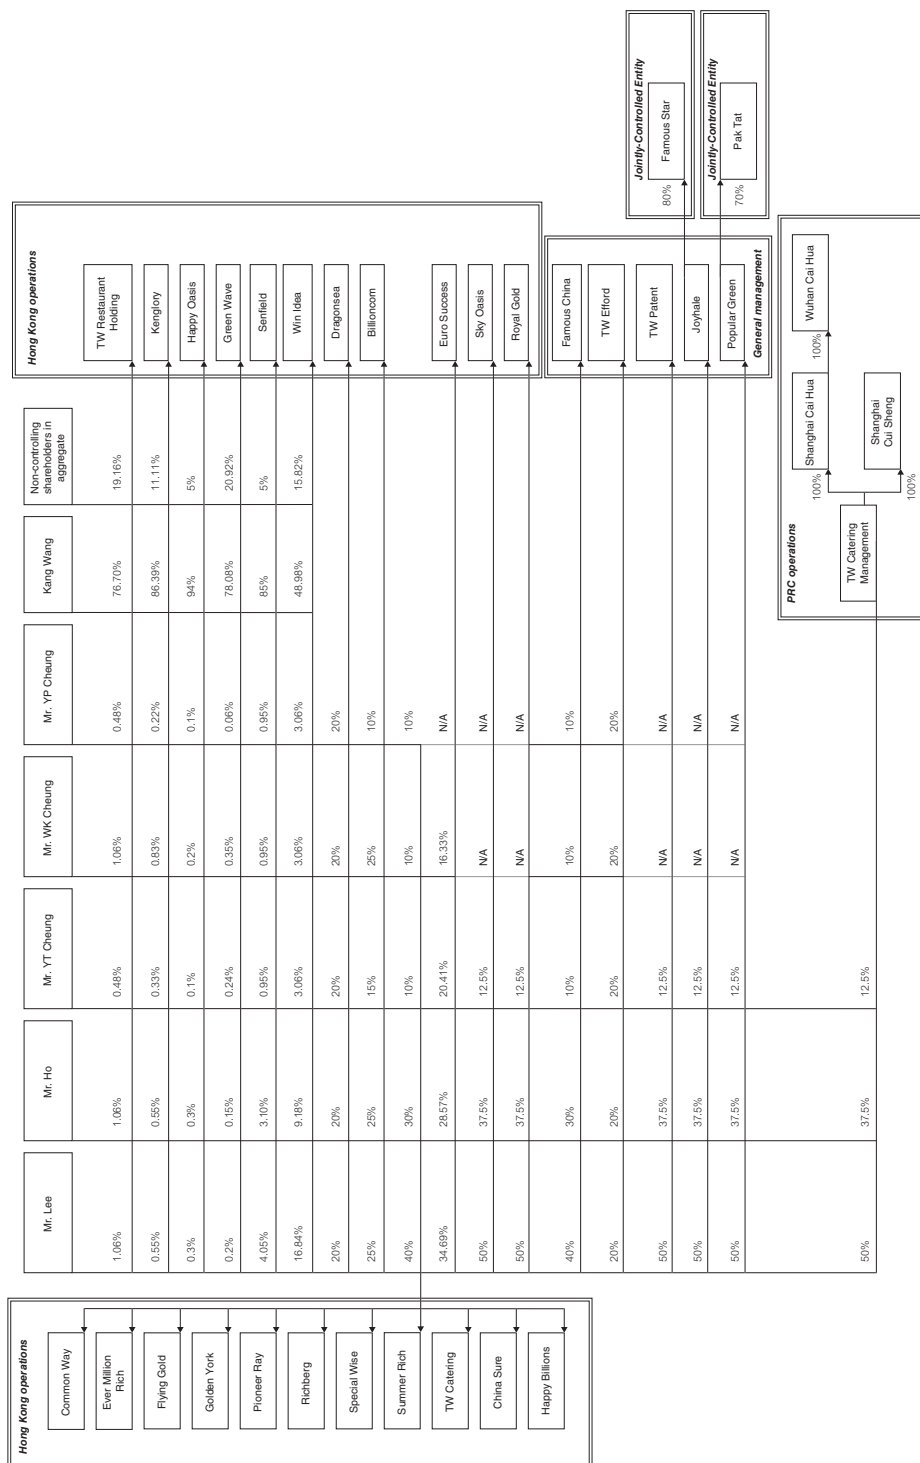 Hong Kong operations
Common Way
Ever Million
Rich
Flying Gold
Golden York
Pioneer Ray
Richberg
Special Wise
Summer Rich
TW Catering
China Sure
Happy Billions
Mr. Lee
Mr. Ho
Mr. YT Cheung
Mr. WK Cheung
Mr. YP Cheung
Kang Wang
Non-controlling
shareholders in
aggregate
Hong Kong operations
1.06% 1.06% 0.48% 1.06% 0.48% 76.70% 19.16%
TW Restaurant
Holding
0.55% 0.55% 0.33% 0.83% 0.22% 86.39% 11.11% Kenglory
0.3% 0.3% 0.1% 0.2% 0.1% 94% 5% Happy Oasis
0.2% 0.15% 0.24% 0.35% 0.06% 78.08% 20.92% Green Wave
4.05% 3.10% 0.95% 0.95% 0.95% 85% 5% Senfield
16.84% 9.18% 3.06% 3.06% 3.06% 48.98% 15.82% Win Idea
20% 20% 20% 20% 20% Dragonsea
25% 25% 15% 25% 10% Billioncom
40% 30% 10% 10% 10%
34.69% 28.57% 20.41% 16.33% N/A Euro Success
50% 37.5% 12.5% N/A N/A Sky Oasis
50% 37.5% 12.5% N/A N/A Royal Gold
40% 30% 10% 10% 10% Famous China
20% 20% 20% 20% 20% TW Efford
50% 37.5% 12.5% N/A N/A TW Patent
50% 37.5% 12.5% N/A N/A Joyhale
50% 37.5% 12.5% N/A N/A Popular Green
General management
Jointly-Controlled Entity
80% Famous Star
Jointly-Controlled Entity
70% Pak Tat
PRC operations
50% 37.5% 12.5%
TW Catering
Management
100% Shanghai Cai Hua
100% Wuhan Cai Hua
100%
Shanghai
Cui Sheng